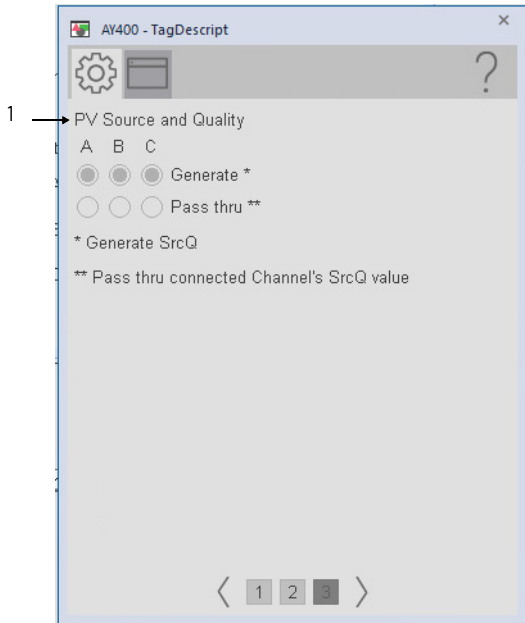 AY400 - TagDescript
1
PV Source and Quality
A B C
Generate *
Pass thru **
* Generate SrcQ
** Pass thru connected Channel's SrcQ value
1 2 3